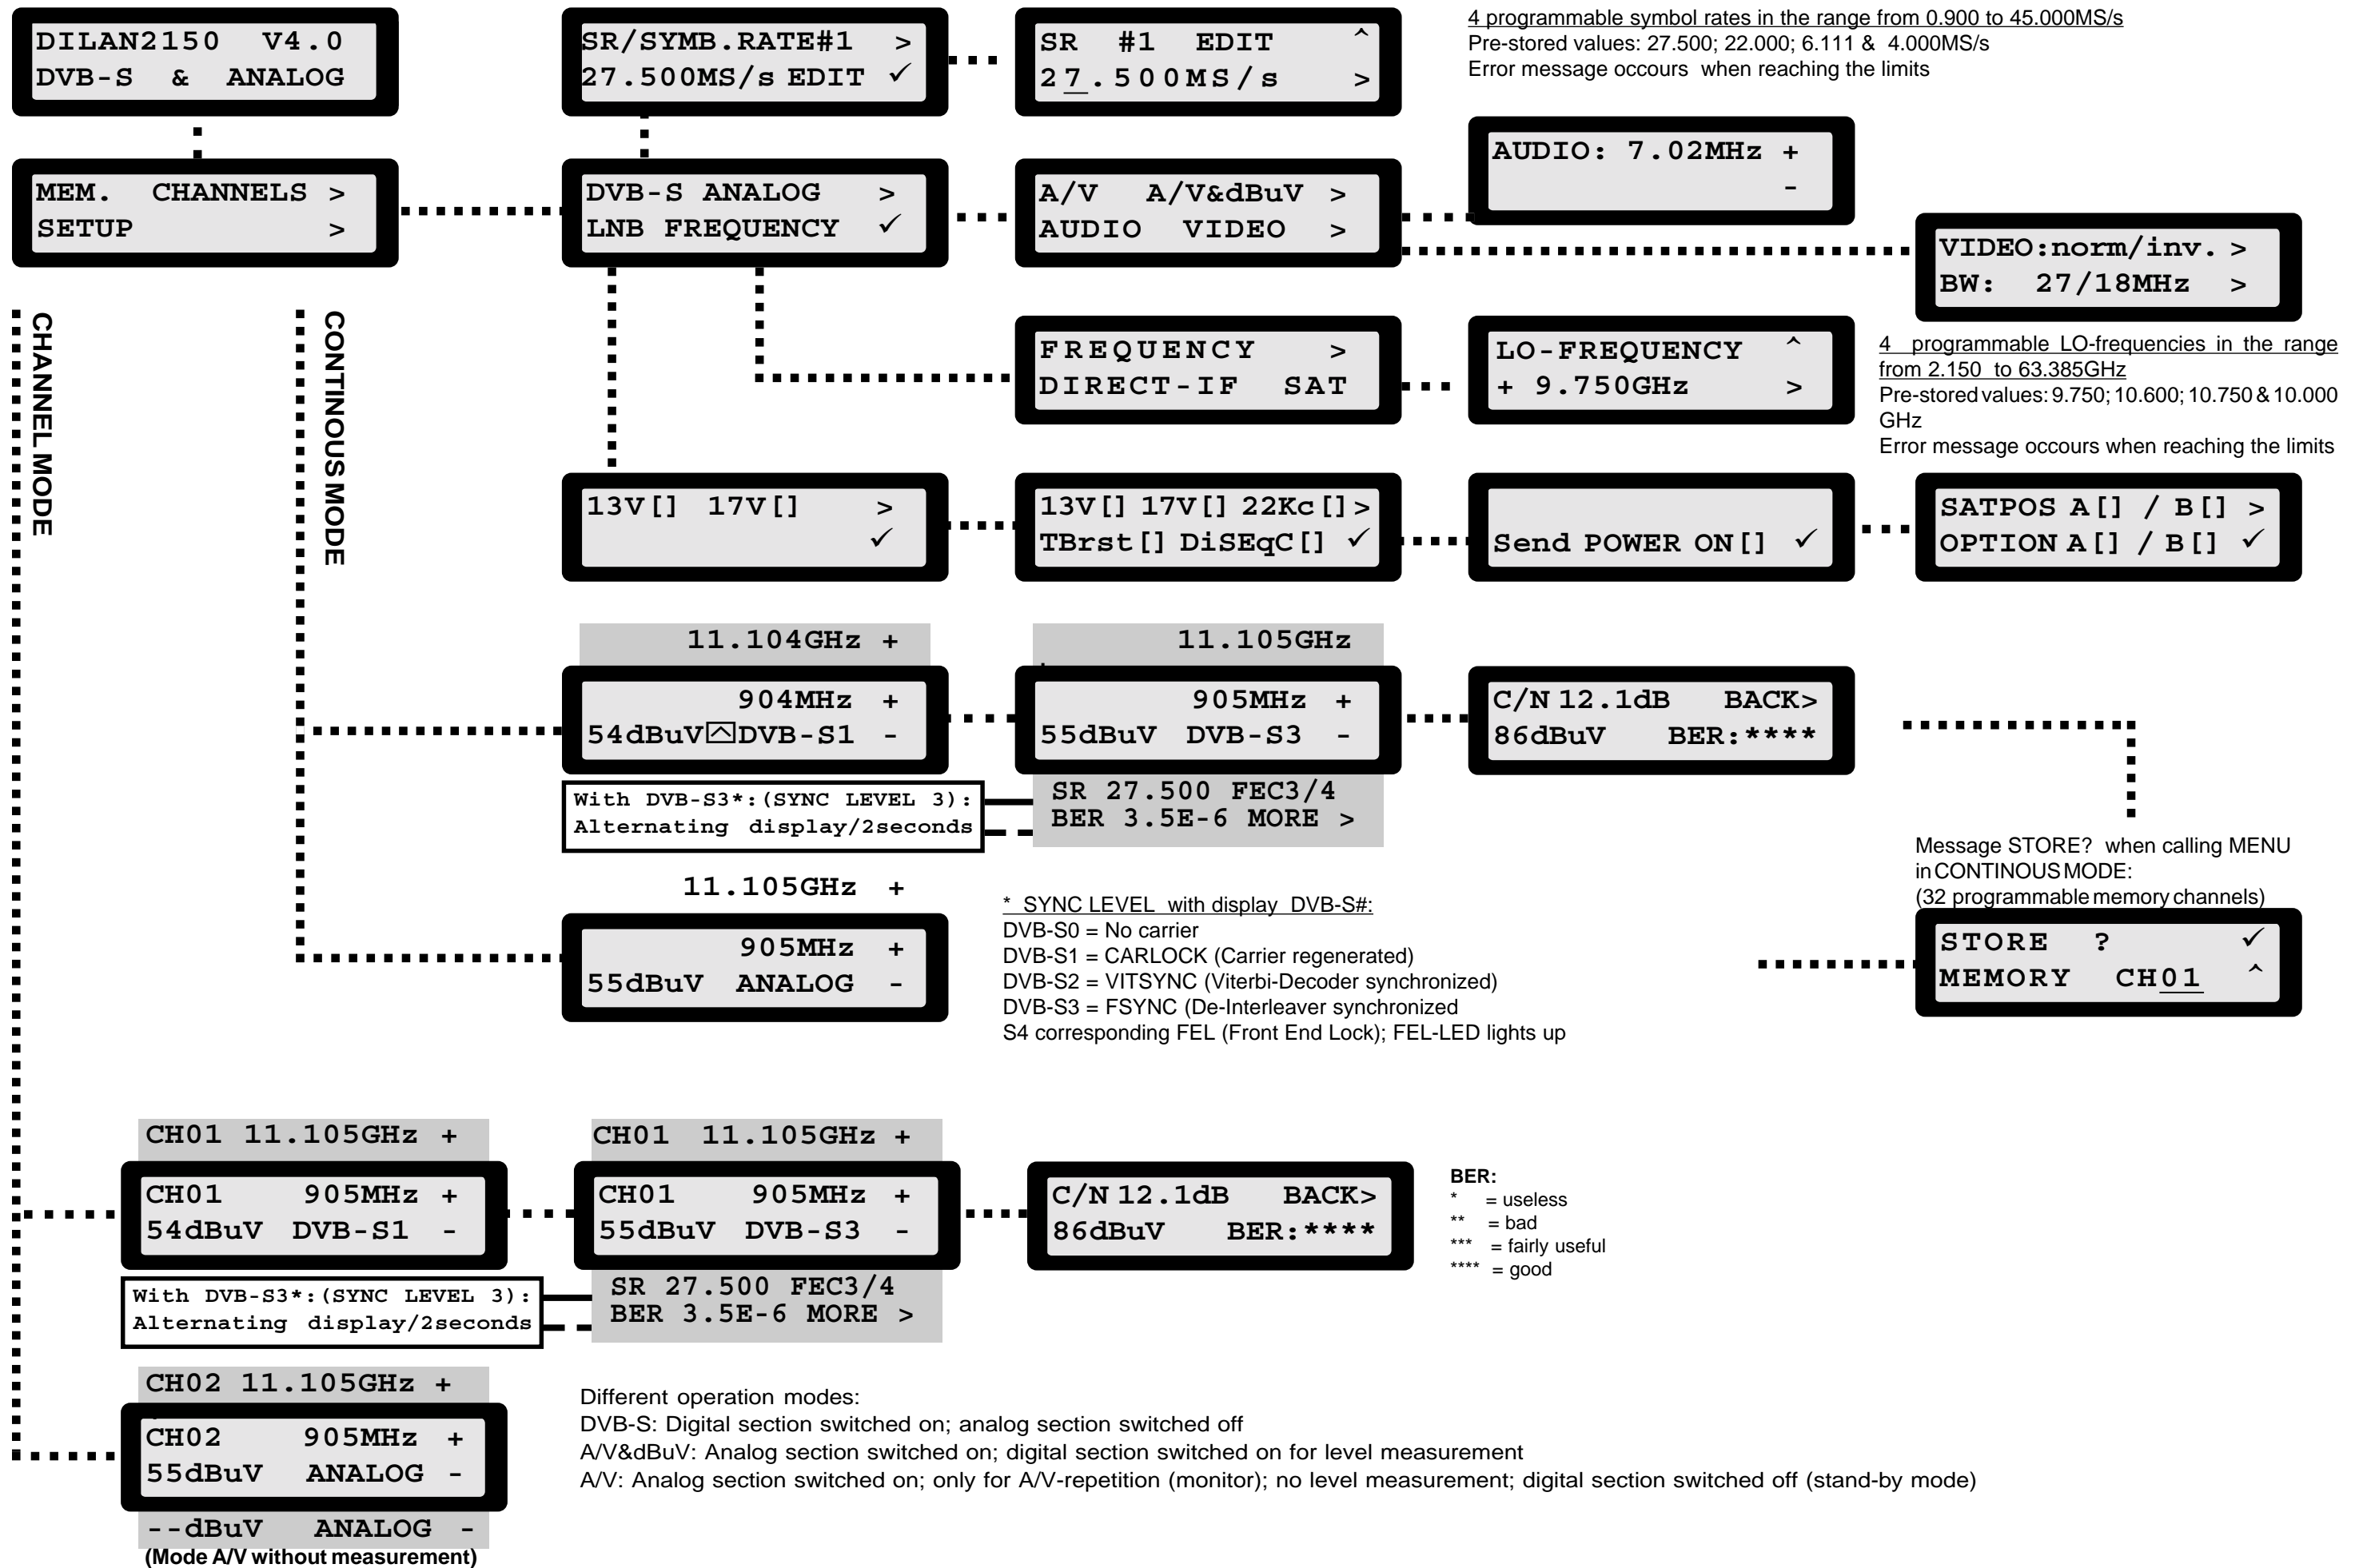 DILAN2150 V4.0
DVB-S & ANALOG
SR/SYMB.RATE#1 >
27.500MS/s EDIT ✓
SR #1 EDIT ^
27.500MS/s >
4 programmable symbol rates in the range from 0.900 to 45.000MS/s
Pre-stored values: 27.500; 22.000; 6.111 & 4.000MS/s
Error message occours when reaching the limits
MEM. CHANNELS >
SETUP >
DVB-S ANALOG >
LNB FREQUENCY ✓
A/V A/V&dBuV >
AUDIO VIDEO >
AUDIO: 7.02MHz +
-
VIDEO:norm/inv. >
BW: 27/18MHz >
CHANNEL MODE
CONTINOUS MODE
FREQUENCY >
DIRECT-IF SAT
LO-FREQUENCY ^
+ 9.750GHz >
4 programmable LO-frequencies in the range
from 2.150 to 63.385GHz
Pre-stored values: 9.750; 10.600; 10.750 & 10.000
GHz
Error message occours when reaching the limits
13V[] 17V[] >
✓
13V[] 17V[] 22Kc[]>
TBrst[] DiSEqC[] ✓
Send POWER ON[] ✓
SATPOS A[] / B[] >
OPTION A[] / B[] ✓
11.104GHz +
904MHz +
54dBuV^DVB-S1 -
11.105GHz
905MHz +
55dBuV DVB-S3 -
C/N 12.1dB BACK>
86dBuV BER:****
With DVB-S3*:(SYNC LEVEL 3):
Alternating display/2seconds
SR 27.500 FEC3/4
BER 3.5E-6 MORE >
Message STORE? when calling MENU
in CONTINOUS MODE:
(32 programmable memory channels)
STORE ? ✓
MEMORY CH01 ^
11.105GHz +
905MHz +
55dBuV ANALOG -
* SYNC LEVEL with display DVB-S#:
DVB-S0 = No carrier
DVB-S1 = CARLOCK (Carrier regenerated)
DVB-S2 = VITSYNC (Viterbi-Decoder synchronized)
DVB-S3 = FSYNC (De-Interleaver synchronized
S4 corresponding FEL (Front End Lock); FEL-LED lights up
CH01 11.105GHz +
CH01 905MHz +
54dBuV DVB-S1 -
CH01 11.105GHz +
CH01 905MHz +
55dBuV DVB-S3 -
C/N 12.1dB BACK>
86dBuV BER:****
BER:
* = useless
** = bad
*** = fairly useful
**** = good
With DVB-S3*:(SYNC LEVEL 3):
Alternating display/2seconds
SR 27.500 FEC3/4
BER 3.5E-6 MORE >
CH02 11.105GHz +
CH02 905MHz +
55dBuV ANALOG -
--dBuV ANALOG -
(Mode A/V without measurement)
Different operation modes:
DVB-S: Digital section switched on; analog section switched off
A/V&dBuV: Analog section switched on; digital section switched on for level measurement
A/V: Analog section switched on; only for A/V-repetition (monitor); no level measurement; digital section switched off (stand-by mode)